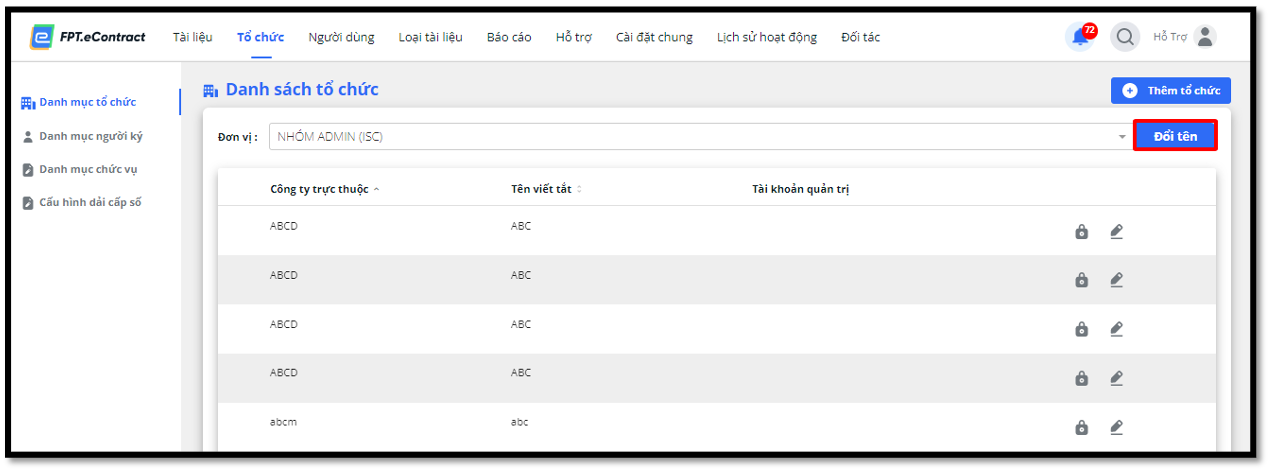 FPT.eContract Tài liệu Tổ chức Người dùng Loại tài liệu Báo cáo Hỗ trợ Cài đặt chung Lịch sử hoạt động Đối tác 72 Hỗ Trợ
Danh mục tổ chức
Danh mục người ký
Danh mục chức vụ
Cấu hình dải cấp số
Danh sách tổ chức Thêm tổ chức
Đơn vị : NHÓM ADMIN (ISC) Đổi tên
Công ty trực thuộc Tên viết tắt Tài khoản quản trị
ABCD ABC
ABCD ABC
ABCD ABC
ABCD ABC
abcm abc